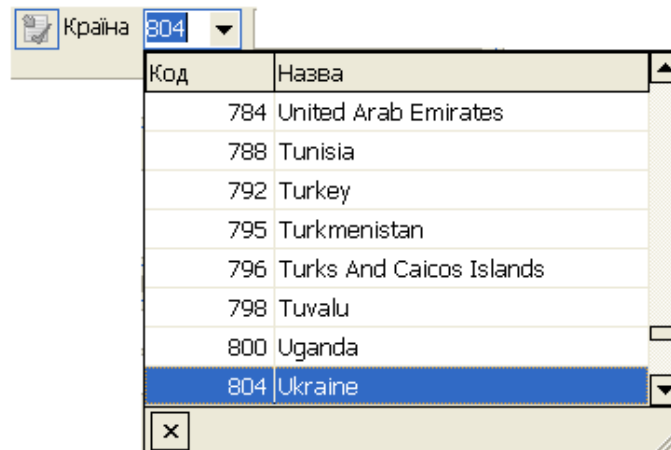 Країна 804
Код Назва
784 United Arab Emirates
788 Tunisia
792 Turkey
795 Turkmenistan
796 Turks And Caicos Islands
798 Tuvalu
800 Uganda
804 Ukraine